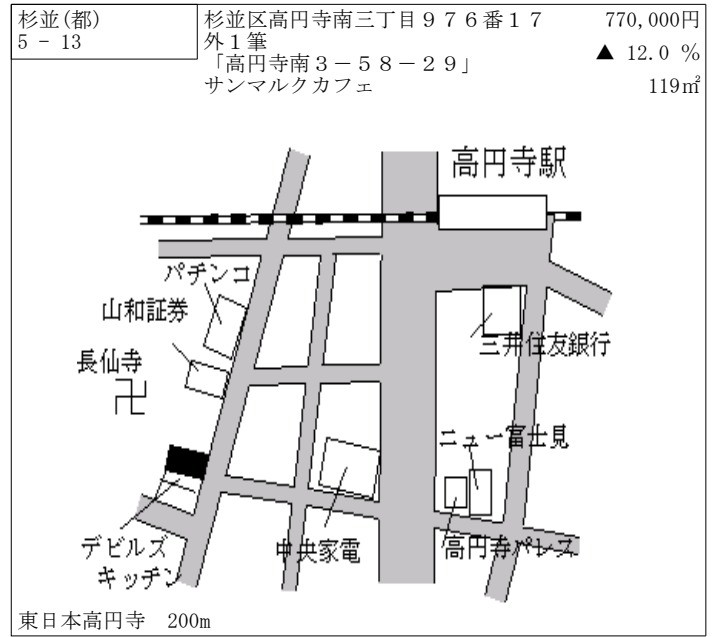 杉並(都)
5 - 13
杉並区高円寺南三丁目９７６番１７
外１筆
「高円寺南３－５８－２９」
サンマルクカフェ
770,000円
▲ 12.0 %
119㎡
高円寺駅
パチンコ
山和証券
長仙寺
卍
三井住友銀行
ニュー富士見
デビルズ
キッチン
中央家電
高円寺パレス
東日本高円寺　200m